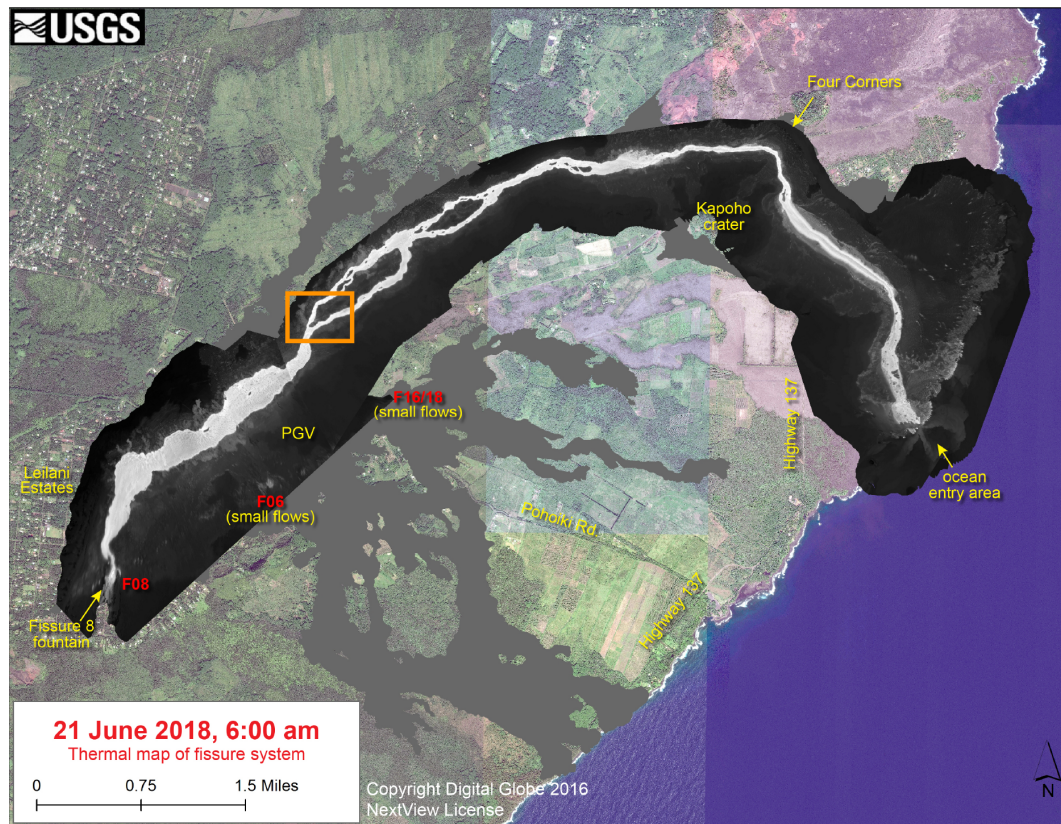 USGS
Four Corners
Kapoho
crater
F16/18
(small flows)
Highway 137
PGV
Leilani
Estates
ocean
entry area
F06
(small flows)
Pohoiki Rd.
F08
Highway 137
Fissure 8
fountain
21 June 2018, 6:00 am
Thermal map of fissure system
0 0.75 1.5 Miles
Copyright Digital Globe 2016
NextView License
N